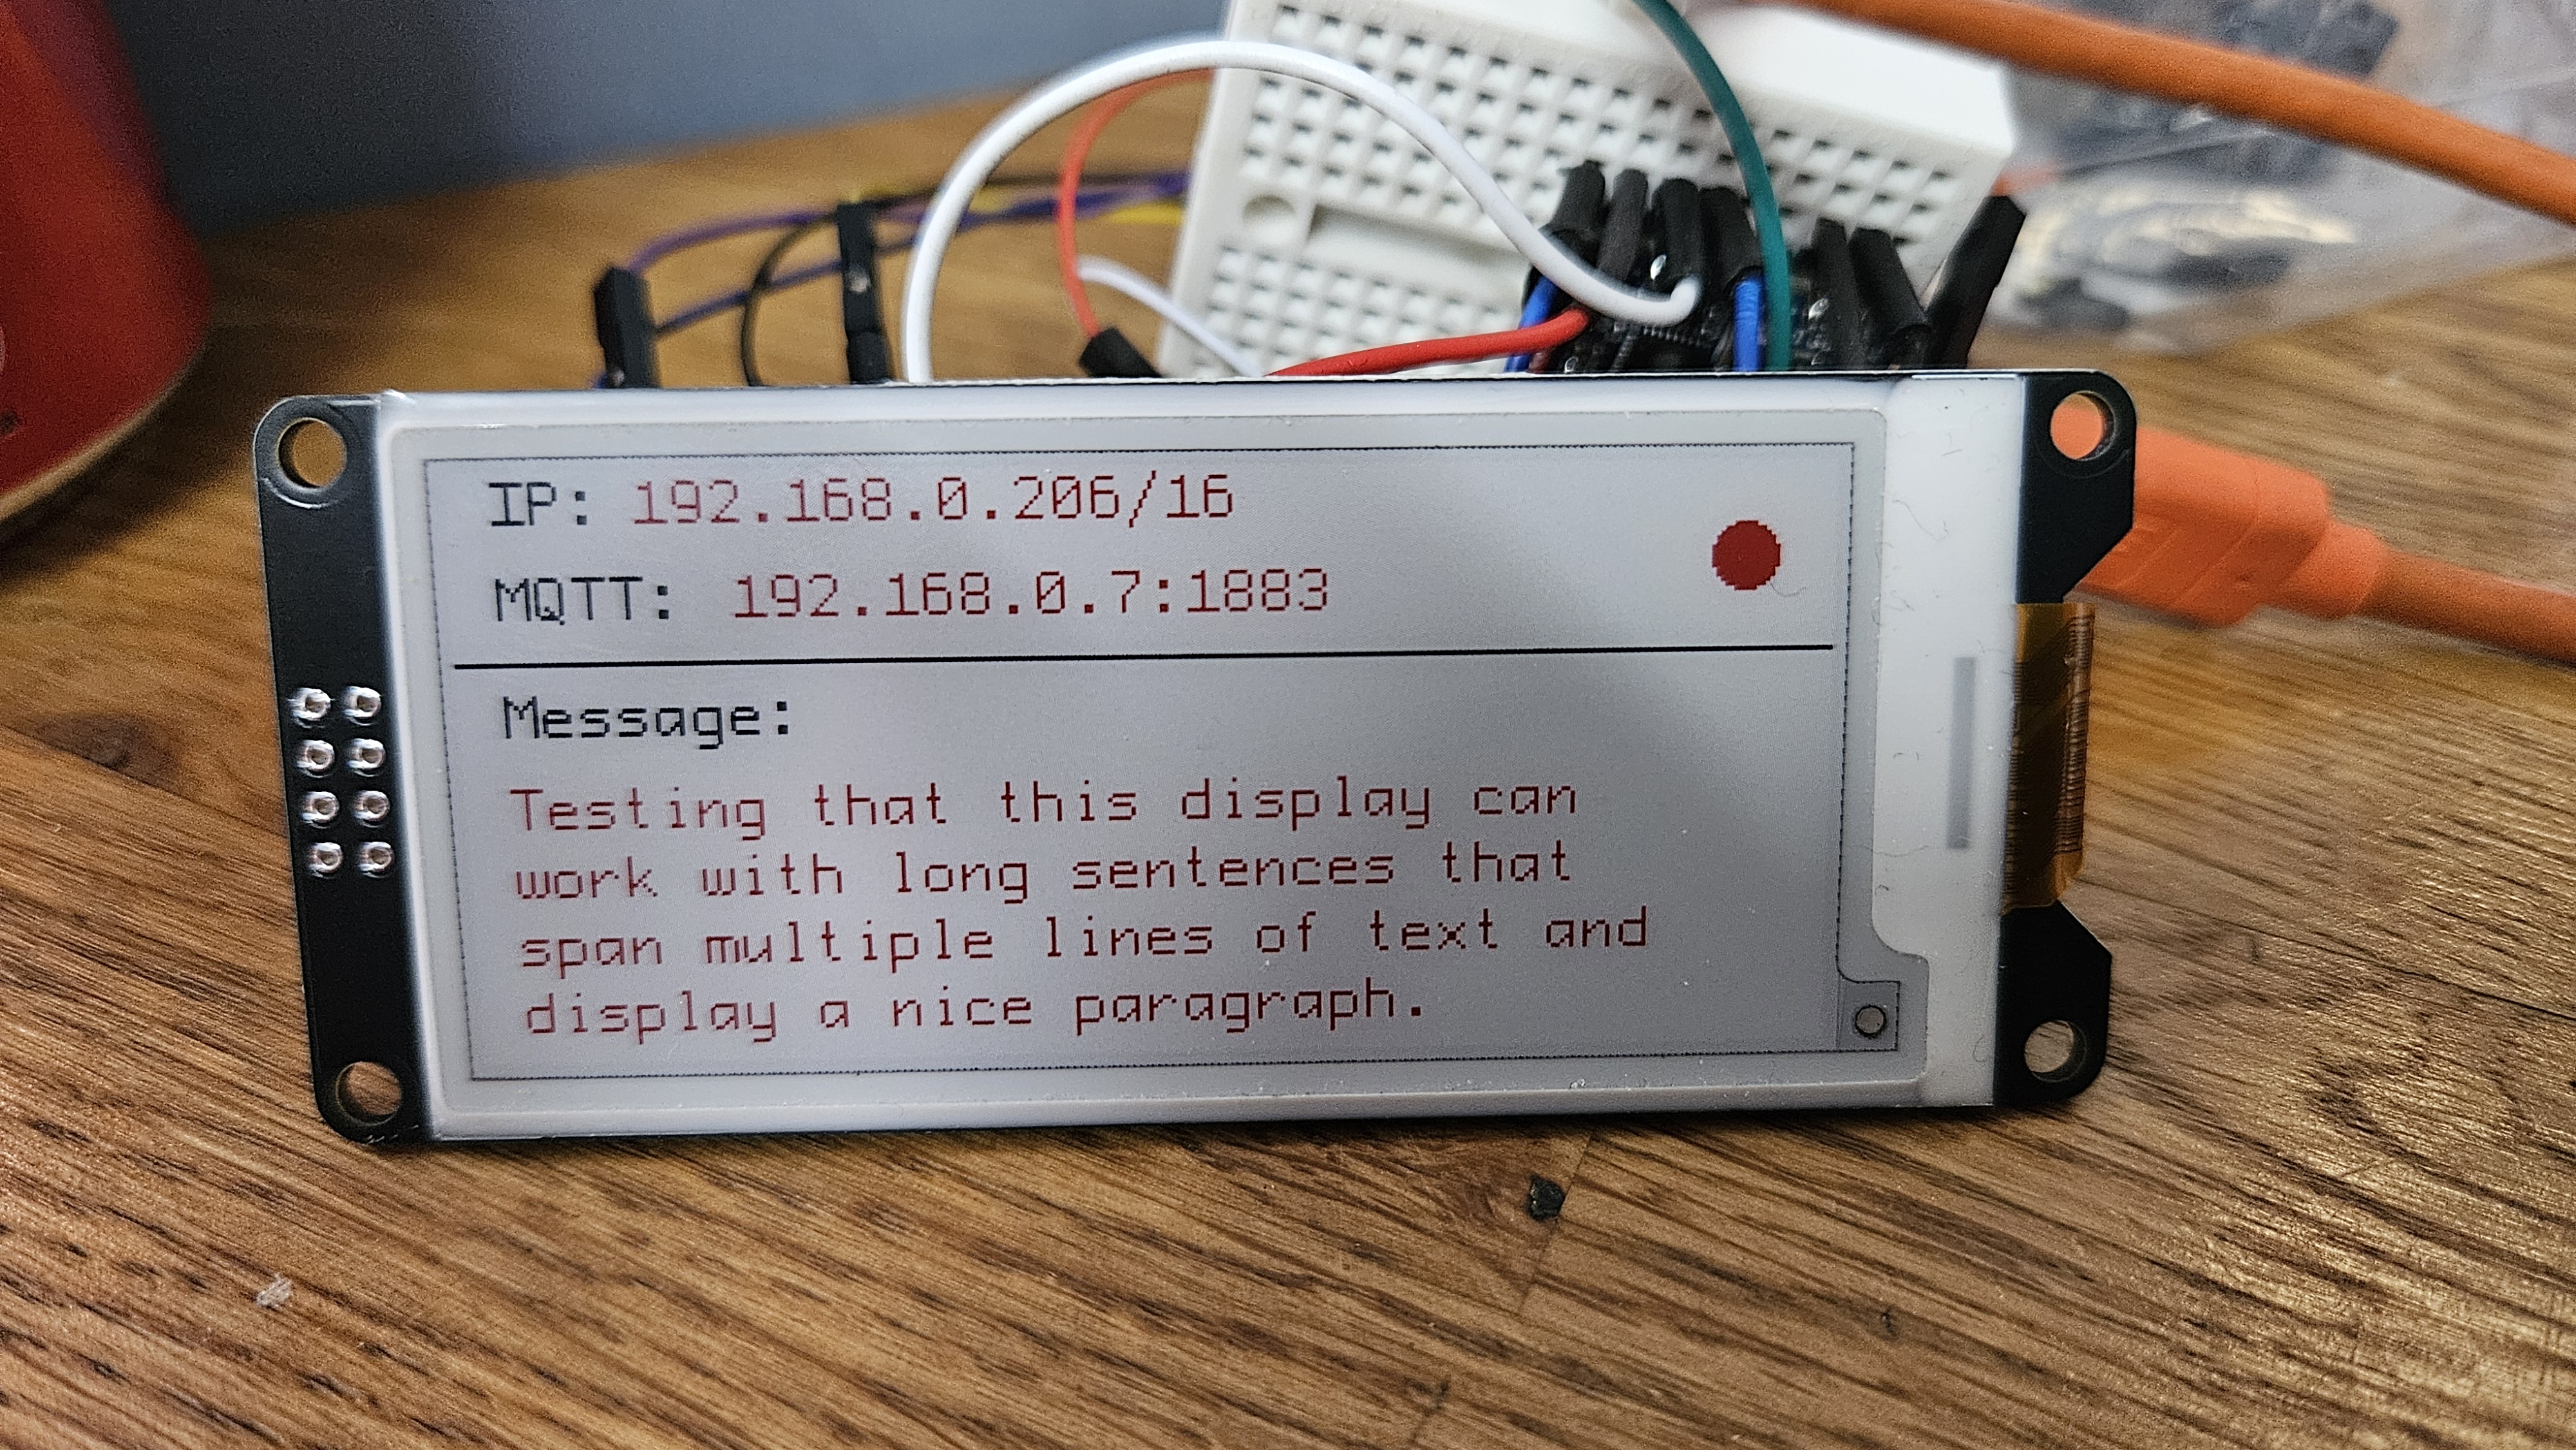 IP: 192.168.0.206/16
MQTT: 192.168.0.7:1883
Message:
Testing that this display can
work with long sentences that
span multiple lines of text and
display a nice paragraph.